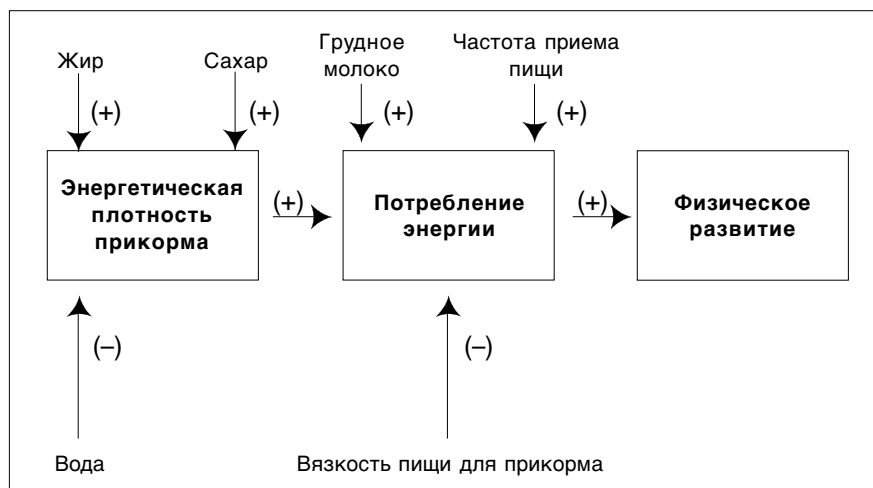 Жир
Сахар
Грудное
молоко
Частота приема
пищи
(+)
(+)
(+)
(+)
Энергетическая
плотность
прикорма
(+)
Потребление
энергии
(+)
Физическое
развитие
(–)
(–)
Вода
Вязкость пищи для прикорма